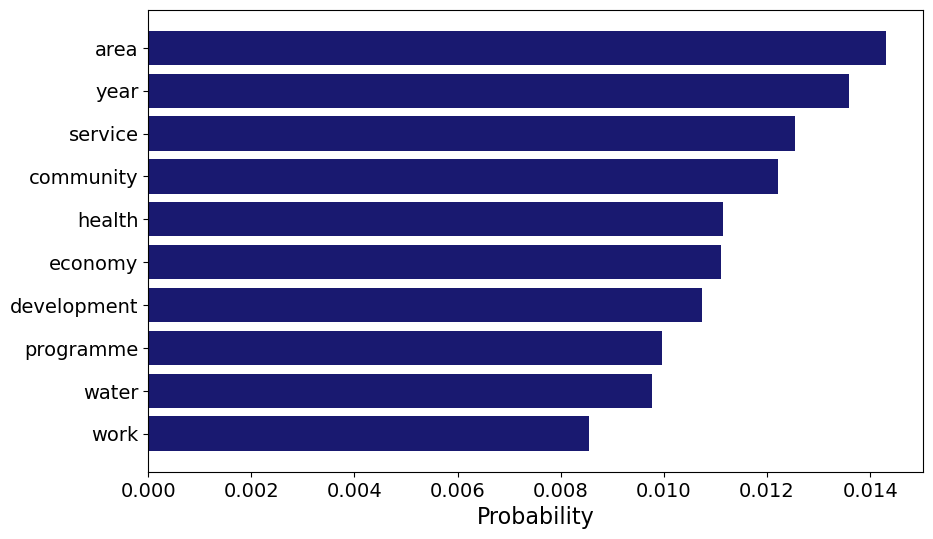 area
year
service
community
health
economy
development
programme
water
work
0.000 0.002 0.004 0.006 0.008 0.010 0.012 0.014
Probability